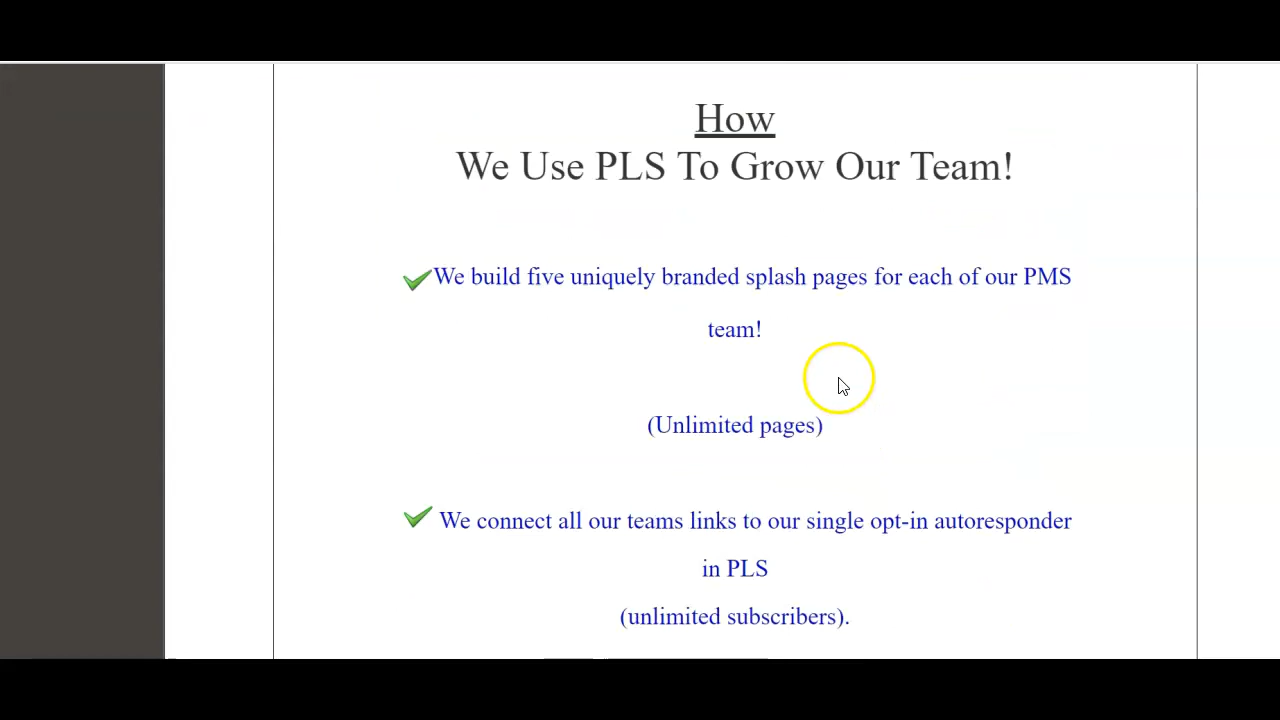 How
We Use PLS To Grow Our Team!
We build five uniquely branded splash pages for each of our PMS
team!
(Unlimited pages)
We connect all our teams links to our single opt-in autoresponder
in PLS
(unlimited subscribers).